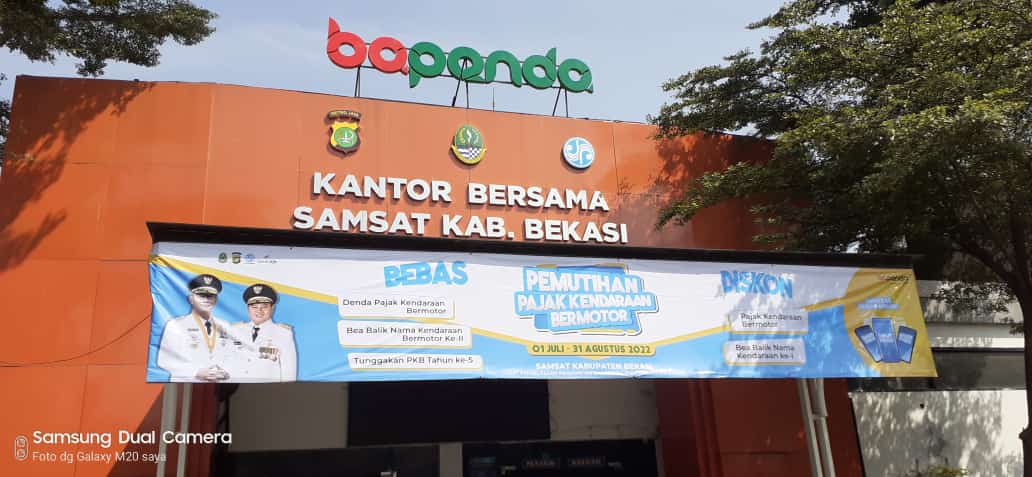 bapenda
KANTOR BERSAMA
SAMSAT KAB. BEKASI
BEBAS
Denda Pajak Kendaraan
Bermotor
Bea Balik Nama Kendaraan
Bermotor Ke-II
Tunggakan PKB Tahun ke-5
PEMUTIHAN
PAJAK KENDARAAN
BERMOTOR
01 JULI - 31 AGUSTUS 2022
SAMSAT KABUPATEN BEKASI
DISKON
Pajak Kendaraan
Bermotor
Bea Balik Nama
Kendaraan ke-I
MASUK
KELUAR
Samsung Dual Camera
Foto dg Galaxy M20 saya